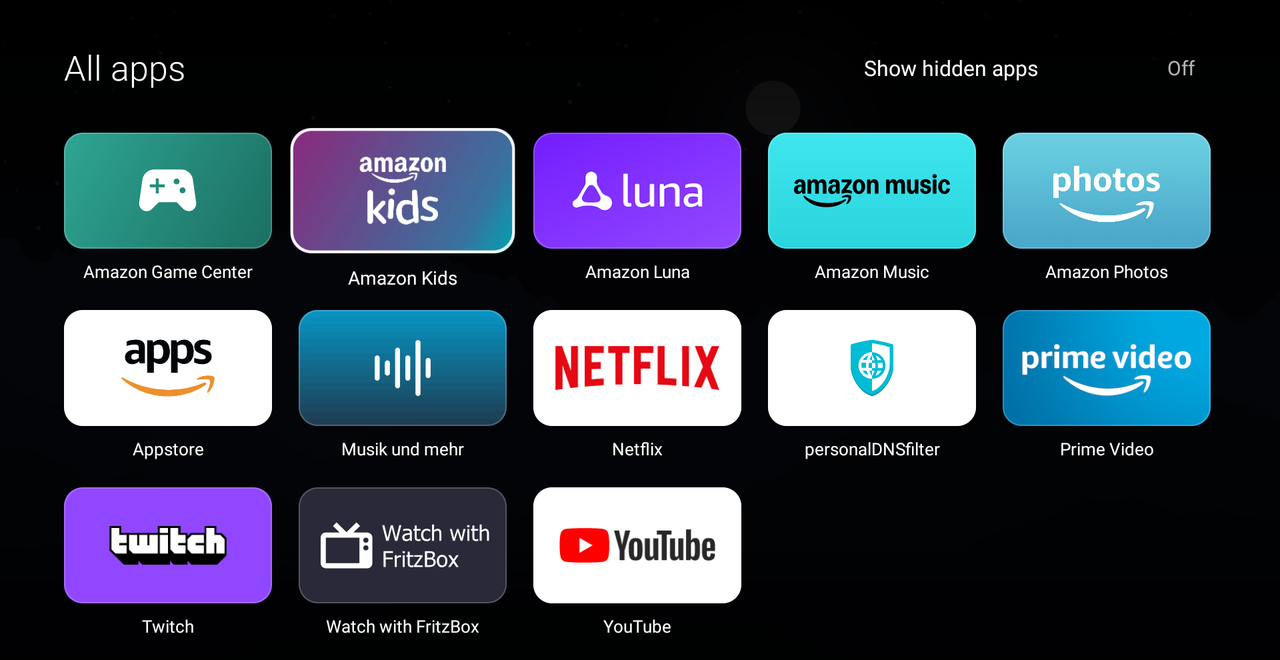 All apps
Show hidden apps
Off
amazon
kids
luna
amazon music
photos
Amazon Game Center
Amazon Kids
Amazon Luna
Amazon Music
Amazon Photos
apps
NETFLIX
prime video
Appstore
Musik und mehr
Netflix
personalDNSfilter
Prime Video
twitch
Watch with
FritzBox
YouTube
Twitch
Watch with FritzBox
YouTube